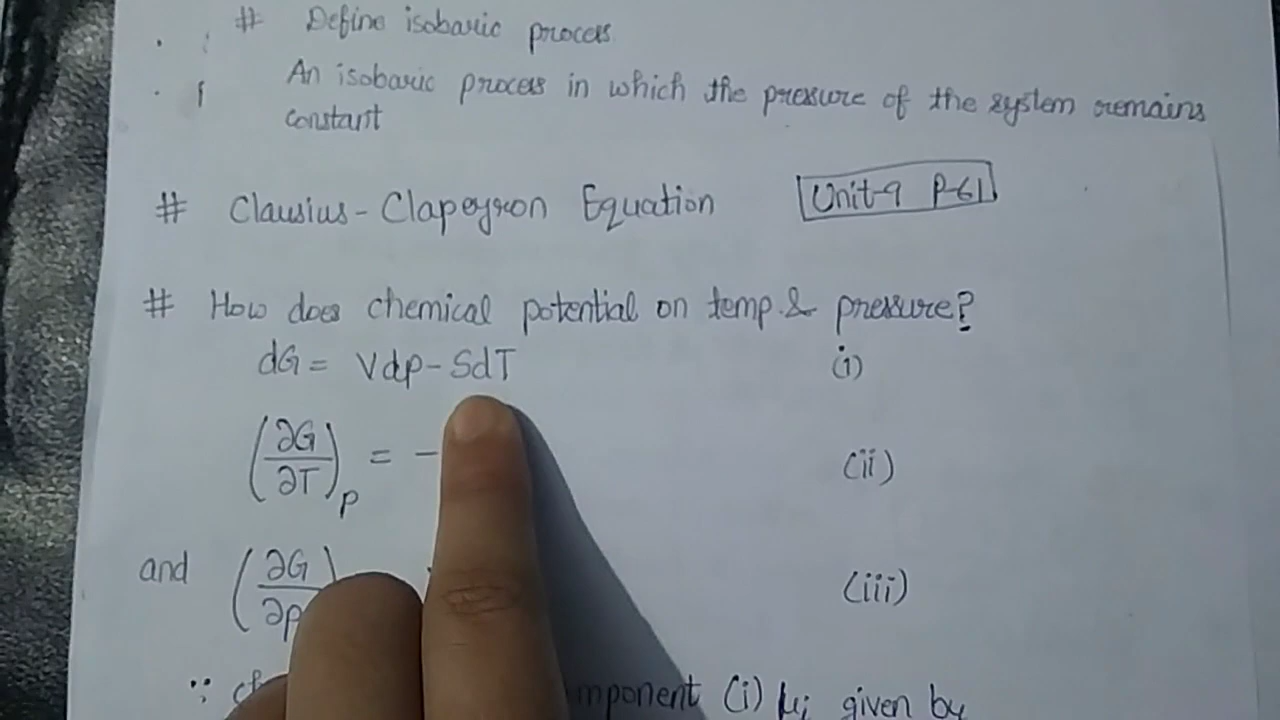 # Define isobaric process
An isobaric process in which the pressure of the system remains
constant
# Clausius-Clapeyron Equation Unit-9 P-61
# How does chemical potential on temp. & pressure?
dG = Vdp - SdT (i)
(∂G/∂T)p = - (ii)
and (∂G/∂p (iii)
∵ (i) μi given by